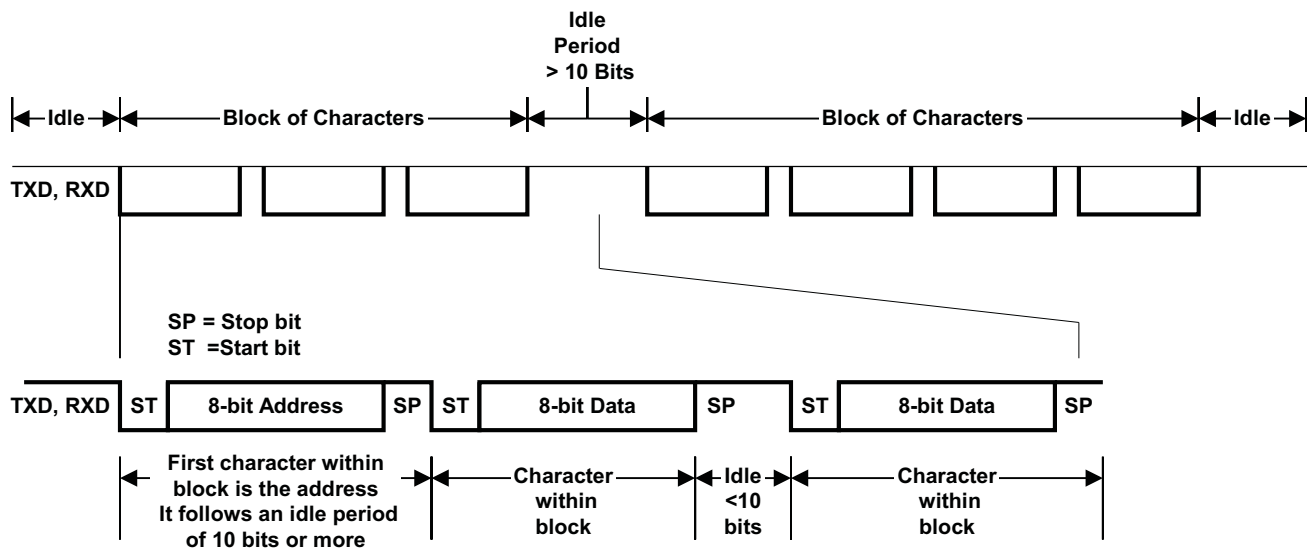 Idle
Period
> 10 Bits
Idle
Block of Characters
Block of Characters
Idle
TXD, RXD
SP = Stop bit
ST =Start bit
TXD, RXD
ST
8-bit Address
SP
ST
8-bit Data
SP
ST
8-bit Data
SP
First character within
block is the address
It follows an idle period
of 10 bits or more
Character
within
block
Idle
<10
bits
Character
within
block